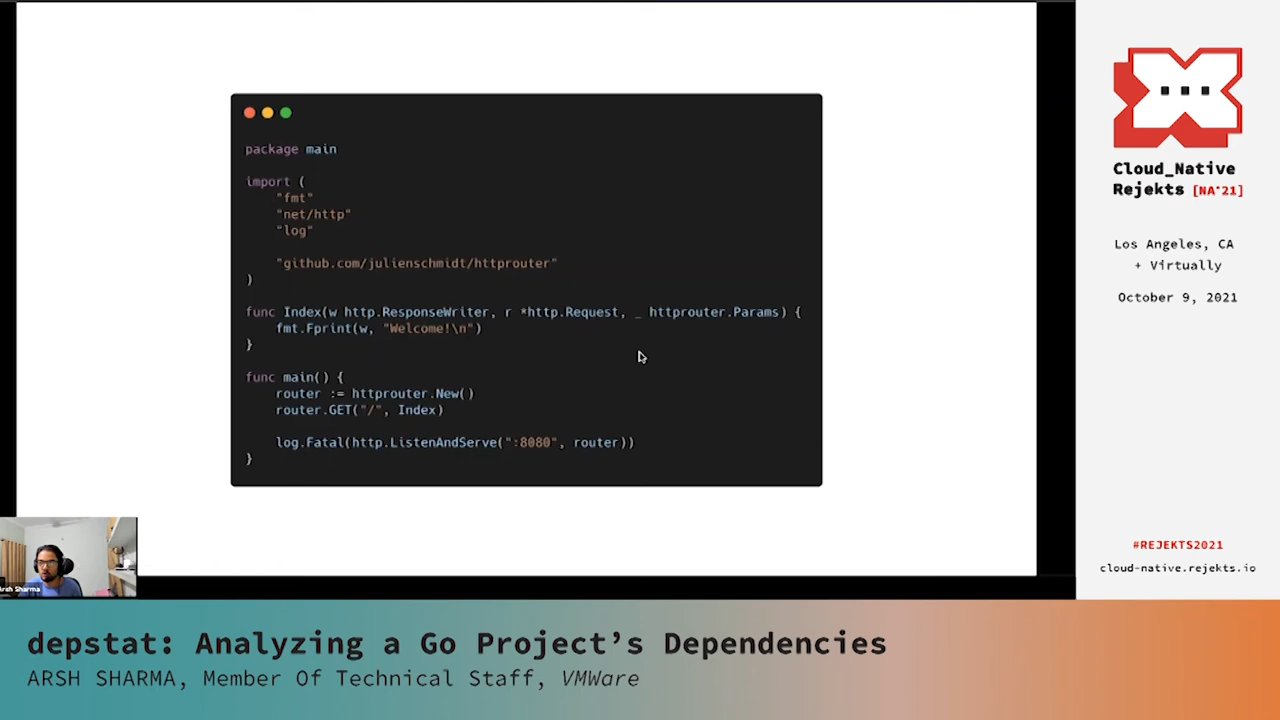 package main
import (
"fmt"
"net/http"
"log"
"github.com/julienschmidt/httprouter"
)
func Index(w http.ResponseWriter, r *http.Request, _ httprouter.Params) {
fmt.Fprint(w, "Welcome!\n")
}
func main() {
router := httprouter.New()
router.GET("/", Index)
log.Fatal(http.ListenAndServe(":8080", router))
}
Arsh Sharma
Cloud_Native
Rejekts [NA'21]
Los Angeles, CA
+ Virtually
October 9, 2021
#REJEKTS2021
cloud-native.rejekts.io
depstat: Analyzing a Go Project’s Dependencies
ARSH SHARMA, Member Of Technical Staff, VMWare